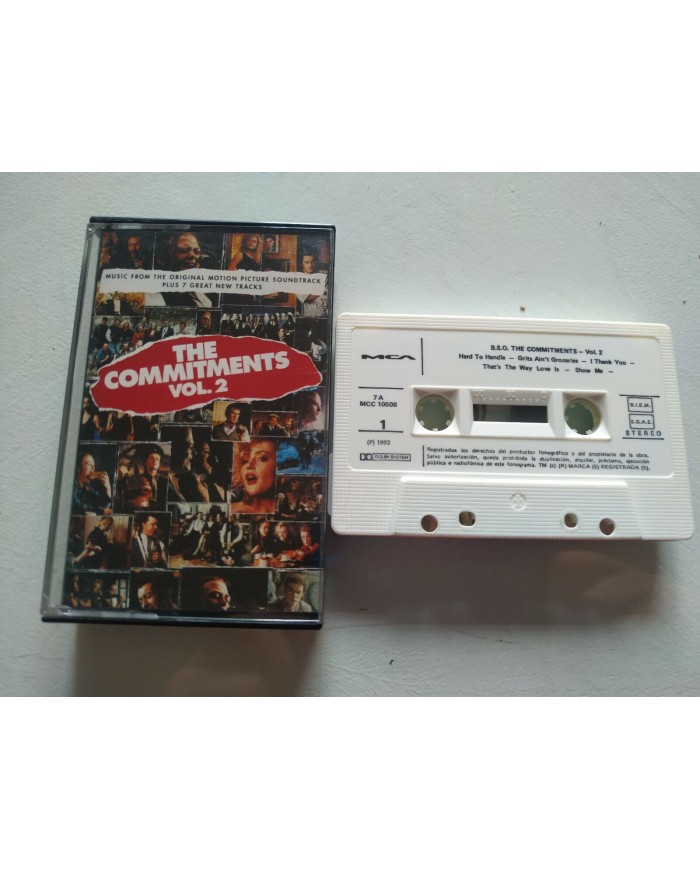 MUSIC FROM THE ORIGINAL MOTION PICTURE SOUNDTRACK
PLUS 7 GREAT NEW TRACKS
THE
COMMITMENTS
VOL. 2
MCA
B.S.O. THE COMMITMENTS – Vol. 2
Hard To Handle – Grits Ain't Groceries – I Thank You –
That's The Way Love Is – Show Me –
7 A
MCC 10506
1
(P) 1992
DOLBY SYSTEM
B.I.E.M.
S.G.A.E.
STEREO
Registrados los derechos del productor fonográfico y del propietario de la obra.
Salvo autorización, queda prohibida la duplicación, alquiler, préstamo, ejecución
pública o radiofónica de este fonograma. TM (s) (R) MARCA (S) REGISTRADA (S).